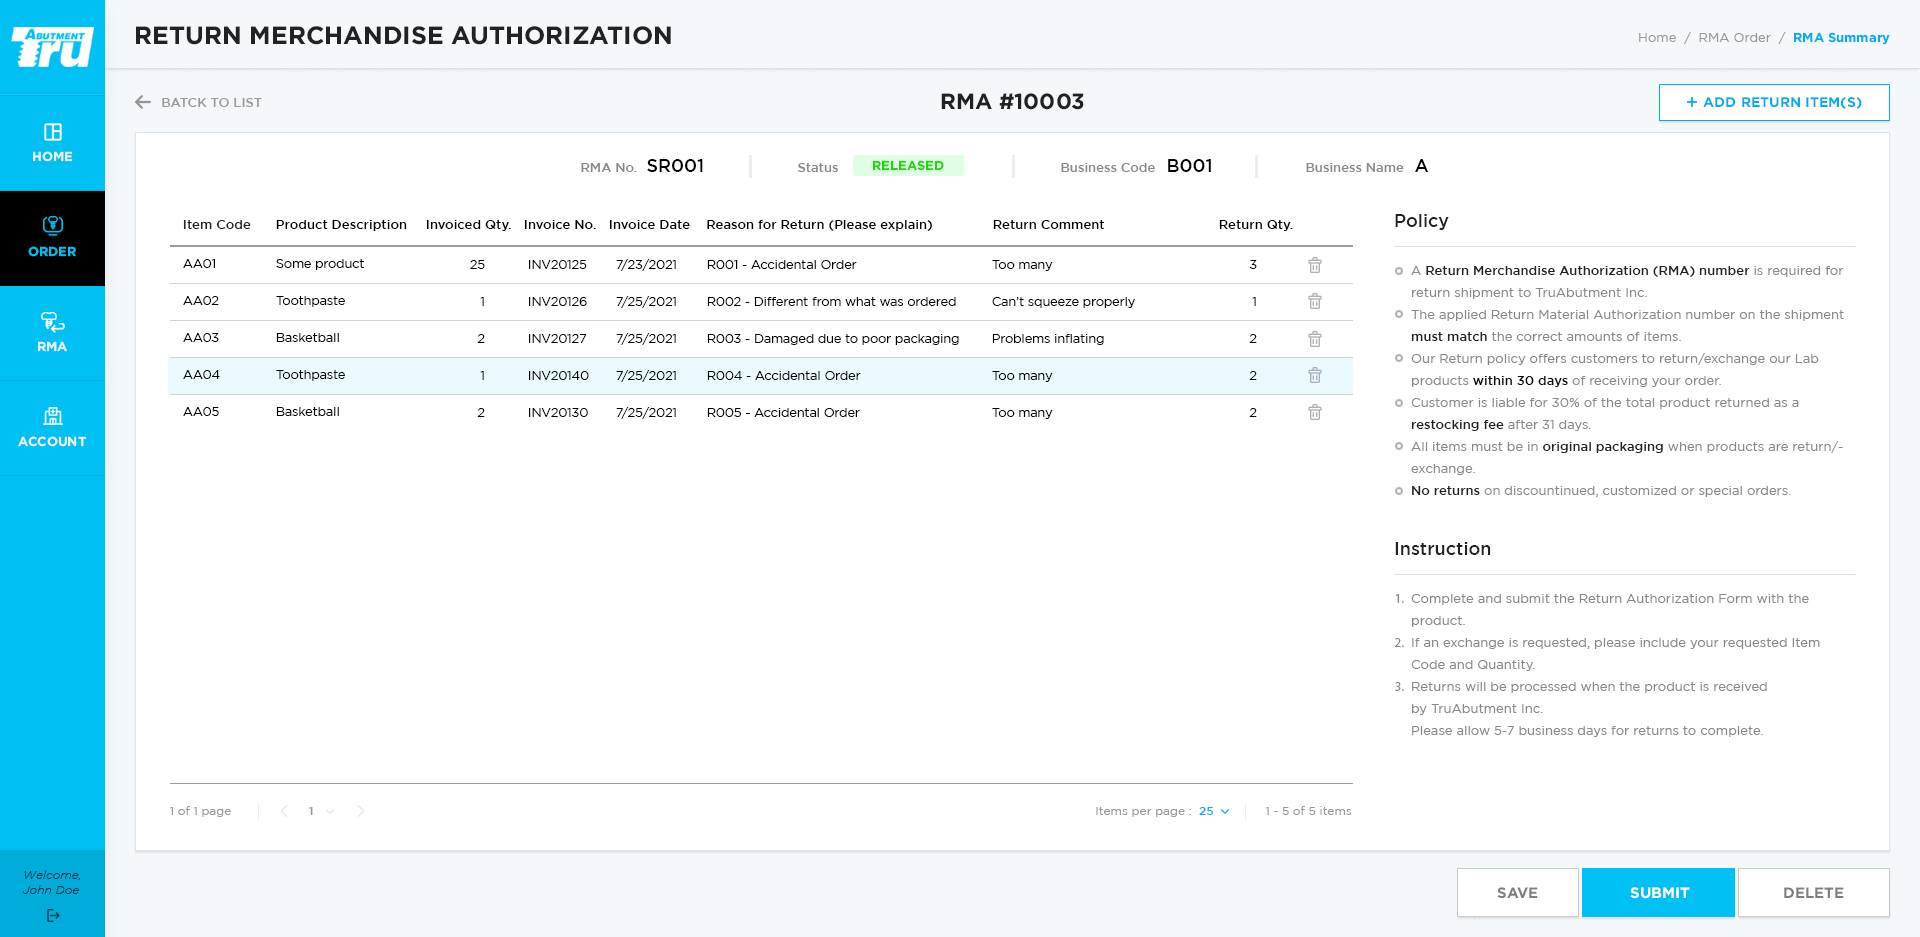 ABUTMENT
Tru
HOME
ORDER
RMA
ACCOUNT
Welcome,
John Doe
RETURN MERCHANDISE AUTHORIZATION
Home / RMA Order / RMA Summary
BATCK TO LIST
RMA #10003
+ ADD RETURN ITEM(S)
RMA No. SR001 Status RELEASED Business Code B001 Business Name A
Item Code Product Description Invoiced Qty. Invoice No. Invoice Date Reason for Return (Please explain) Return Comment Return Qty.
AA01 Some product 25 INV20125 7/23/2021 R001 - Accidental Order Too many 3
AA02 Toothpaste 1 INV20126 7/25/2021 R002 - Different from what was ordered Can't squeeze properly 1
AA03 Basketball 2 INV20127 7/25/2021 R003 - Damaged due to poor packaging Problems inflating 2
AA04 Toothpaste 1 INV20140 7/25/2021 R004 - Accidental Order Too many 2
AA05 Basketball 2 INV20130 7/25/2021 R005 - Accidental Order Too many 2
1 of 1 page 1 Items per page : 25 1 - 5 of 5 items
Policy
A Return Merchandise Authorization (RMA) number is required for
return shipment to TruAbutment Inc.
The applied Return Material Authorization number on the shipment
must match the correct amounts of items.
Our Return policy offers customers to return/exchange our Lab
products within 30 days of receiving your order.
Customer is liable for 30% of the total product returned as a
restocking fee after 31 days.
All items must be in original packaging when products are return/-
exchange.
No returns on discountinued, customized or special orders.
Instruction
1. Complete and submit the Return Authorization Form with the
product.
2. If an exchange is requested, please include your requested Item
Code and Quantity.
3. Returns will be processed when the product is received
by TruAbutment Inc.
Please allow 5-7 business days for returns to complete.
SAVE SUBMIT DELETE